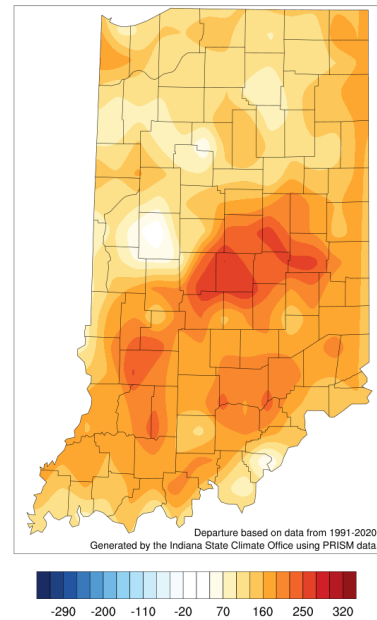 Departure based on data from 1991-2020
Generated by the Indiana State Climate Office using PRISM data
-290 -200 -110 -20 70 160 250 320